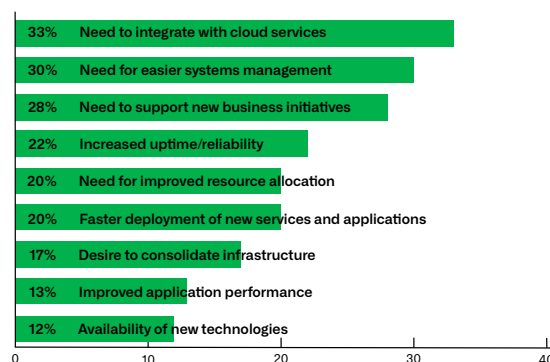 33% Need to integrate with cloud services
30% Need for easier systems management
28% Need to support new business initiatives
22% Increased uptime/reliability
20% Need for improved resource allocation
20% Faster deployment of new services and applications
17% Desire to consolidate infrastructure
13% Improved application performance
12% Availability of new technologies
0 10 20 30 40